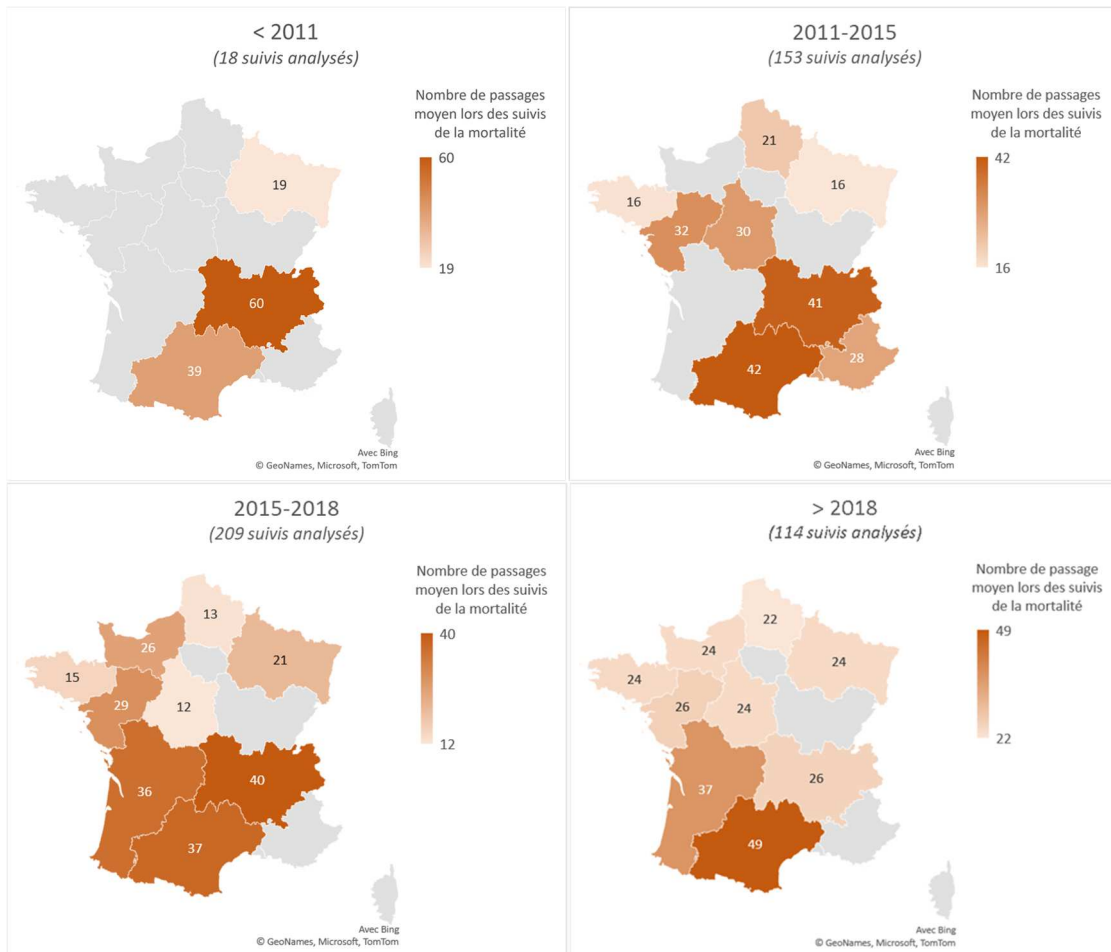 < 2011
(18 suivis analysés)
Nombre de passages
moyen lors des suivis
de la mortalité
60
19
19
60
39
Avec Bing
© GeoNames, Microsoft, TomTom
2011-2015
(153 suivis analysés)
Nombre de passages
moyen lors des suivis
de la mortalité
42
16
21
16
16
32
30
41
42
28
Avec Bing
© GeoNames, Microsoft, TomTom
2015-2018
(209 suivis analysés)
Nombre de passages
moyen lors des suivis
de la mortalité
40
12
13
26
21
15
29
12
36
40
37
Avec Bing
© GeoNames, Microsoft, TomTom
> 2018
(114 suivis analysés)
Nombre de passage
moyen lors des suivis
de la mortalité
49
22
22
24
24
24
26
24
37
26
49
Avec Bing
© GeoNames, Microsoft, TomTom